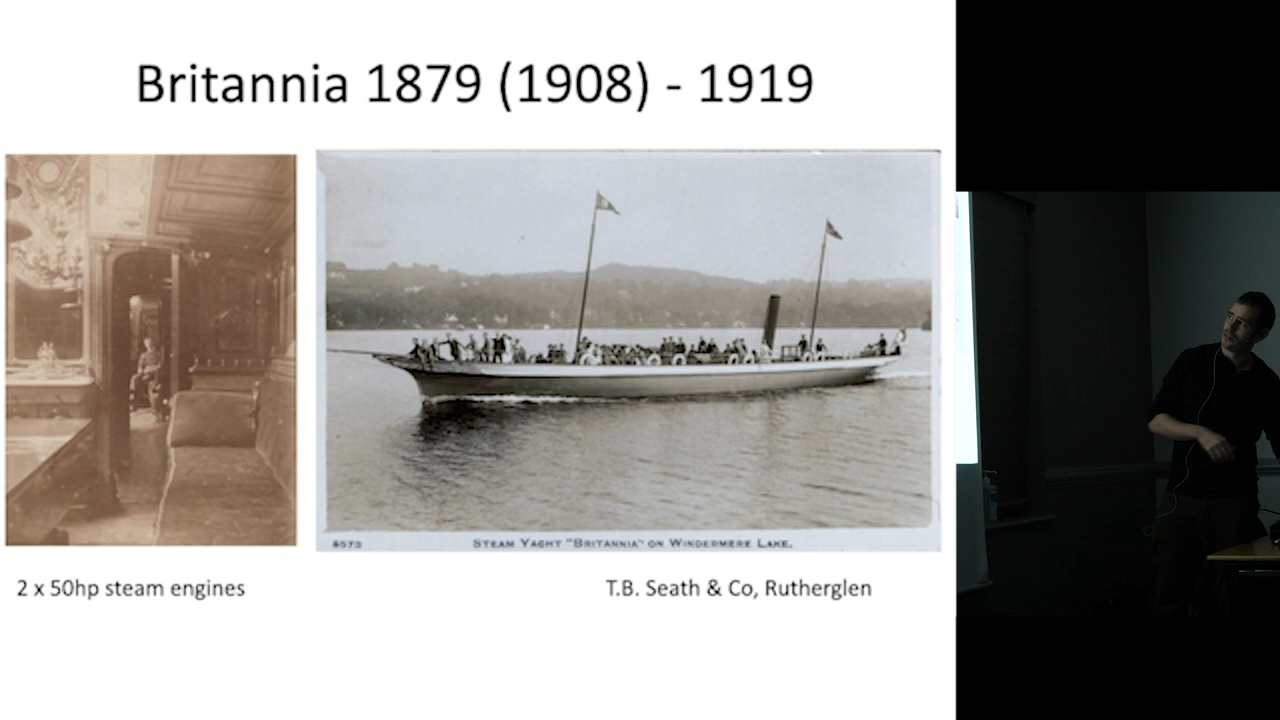 Britannia 1879 (1908) - 1919
8573 STEAM YACHT "BRITANNIA" ON WINDERMERE LAKE.
2 x 50hp steam engines
T.B. Seath & Co, Rutherglen